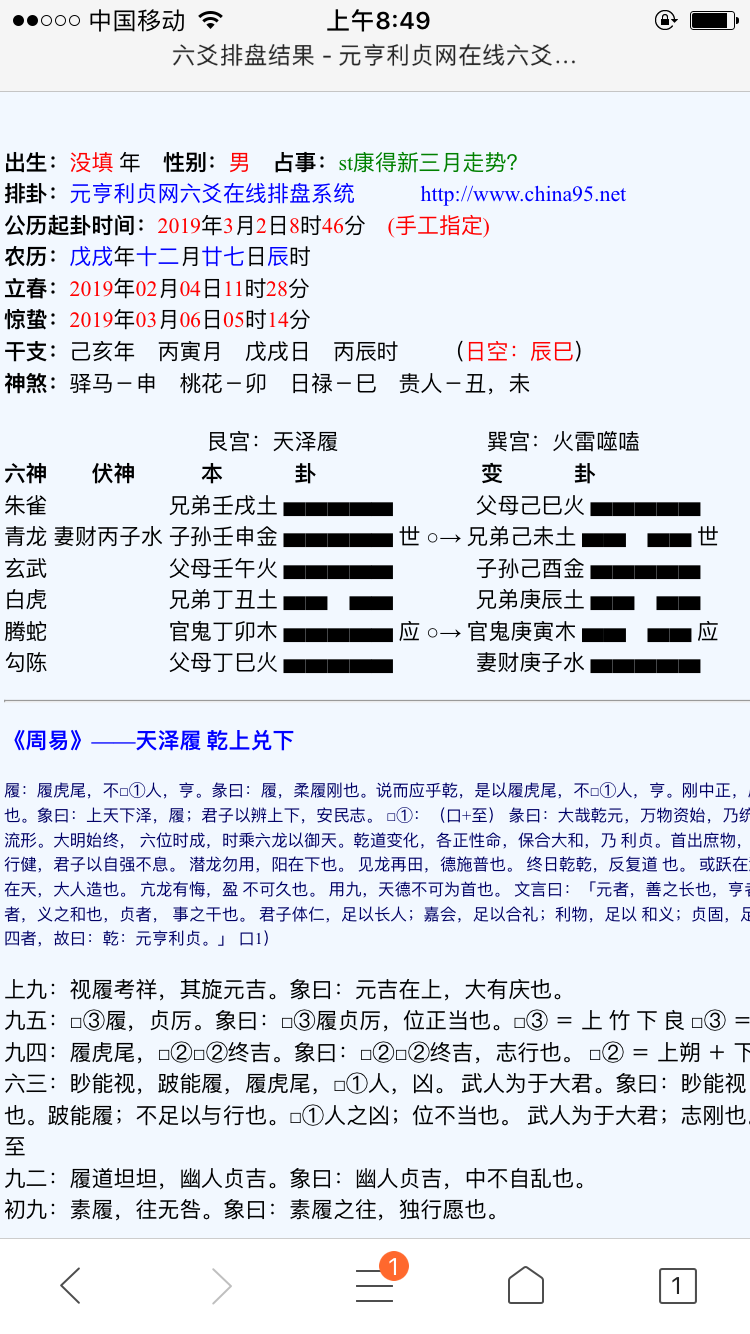 中国移动 上午8:49
六爻排盘结果 - 元亨利贞网在线六爻…
出生：没填 年 性别：男 占事：st康得新三月走势？
排卦：元亨利贞网六爻在线排盘系统 http://www.china95.net
公历起卦时间：2019年3月2日8时46分 (手工指定)
农历：戊戌年十二月廿七日辰时
立春：2019年02月04日11时28分
惊蛰：2019年03月06日05时14分
干支：己亥年 丙寅月 戊戌日 丙辰时 （日空：辰巳）
神煞：驿马－申 桃花－卯 日禄－巳 贵人－丑，未
艮宫：天泽履 巽宫：火雷噬嗑
六神 伏神 本 卦 变 卦
朱雀 兄弟壬戌土 父母己巳火
青龙 妻财丙子水 子孙壬申金 世 ○→ 兄弟己未土 世
玄武 父母壬午火 子孙己酉金
白虎 兄弟丁丑土 兄弟庚辰土
腾蛇 官鬼丁卯木 应 ○→ 官鬼庚寅木 应
勾陈 父母丁巳火 妻财庚子水
《周易》——天泽履 乾上兑下
履：履虎尾，不□①人，亨。彖曰：履，柔履刚也。说而应乎乾，是以履虎尾，不□①人，亨。刚中正，
也。象曰：上天下泽，履；君子以辨上下，安民志。 □①：（口+至） 彖曰：大哉乾元，万物资始，乃统
流形。大明始终， 六位时成，时乘六龙以御天。乾道变化，各正性命，保合大和，乃 利贞。首出庶物，
行健，君子以自强不息。 潜龙勿用，阳在下也。 见龙再田，德施普也。 终日乾乾，反复道 也。 或跃在
在天，大人造也。 亢龙有悔，盈 不可久也。 用九，天德不可为首也。 文言曰：「元者，善之长也，亨者
者，义之和也，贞者， 事之干也。 君子体仁，足以长人；嘉会，足以合礼；利物，足以 和义；贞固，足
四者，故曰：乾：元亨利贞。」 口1）
上九：视履考祥，其旋元吉。象曰：元吉在上，大有庆也。
九五：□③履，贞厉。象曰：□③履贞厉，位正当也。□③ ＝ 上 竹 下 良 □③ ＝
九四：履虎尾，□②□②终吉。象曰：□②□②终吉，志行也。 □② ＝ 上朔 ＋ 下
六三：眇能视，跛能履，履虎尾，□①人，凶。 武人为于大君。象曰：眇能视
也。跛能履；不足以与行也。□①人之凶；位不当也。 武人为于大君；志刚也。
至
九二：履道坦坦，幽人贞吉。象曰：幽人贞吉，中不自乱也。
初九：素履，往无咎。象曰：素履之往，独行愿也。
1
1